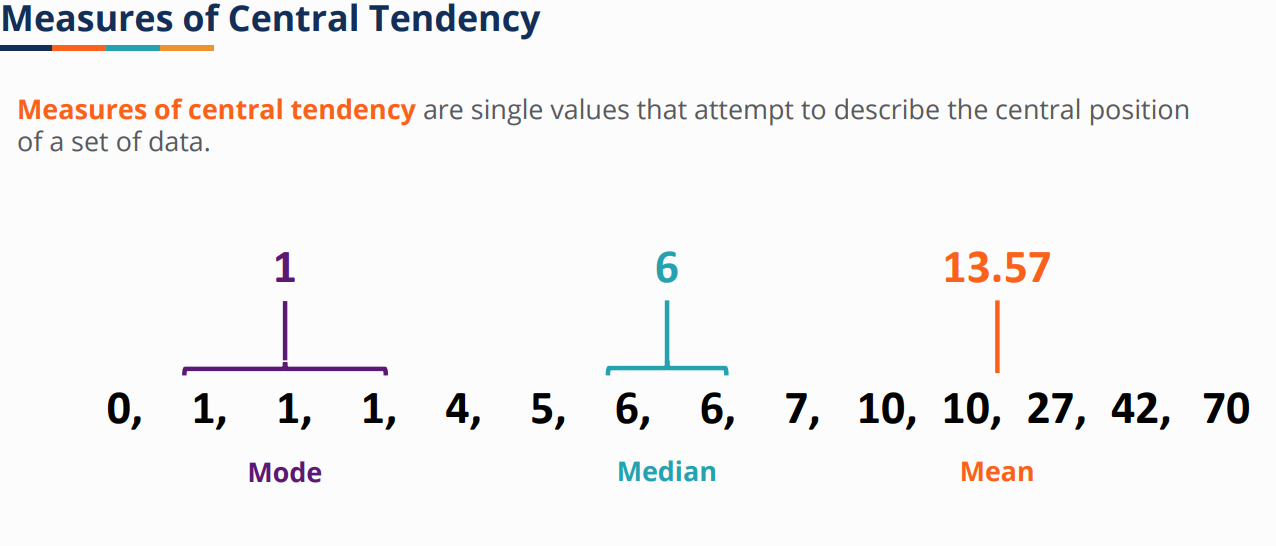 Measures of Central Tendency
Measures of central tendency are single values that attempt to describe the central position
of a set of data.
1 6 13.57
0, 1, 1, 1, 4, 5, 6, 6, 7, 10, 10, 27, 42, 70
Mode Median Mean